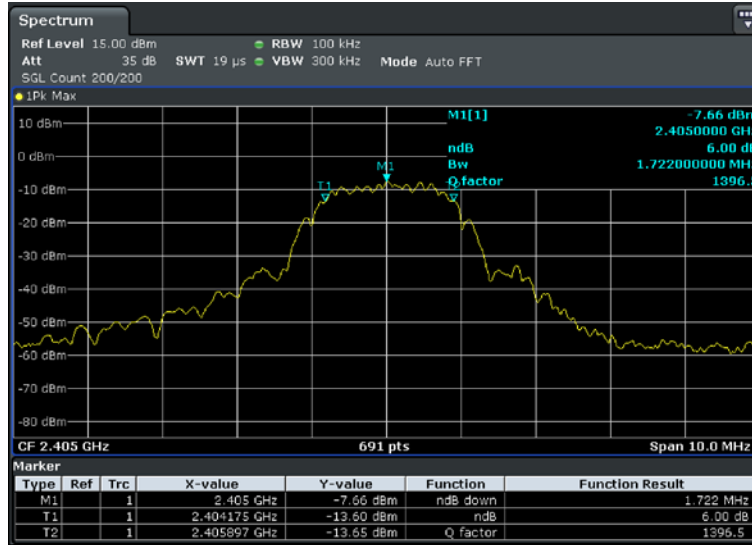 Spectrum
Ref Level 15.00 dBm RBW 100 kHz
Att 35 dB SWT 19 µs VBW 300 kHz Mode Auto FFT
SGL Count 200/200
1Pk Max
M1[1] -7.66 dBm
2.4050000 GH
10 dBm
ndB 6.00 d
0 dBm
Bw 1.722000000 MH
M1
Q factor 1396.
-10 dBm
T1
-20 dBm
-30 dBm
-40 dBm
-50 dBm
-60 dBm
-70 dBm
-80 dBm
CF 2.405 GHz 691 pts Span 10.0 MHz
Marker
Type Ref Trc X-value Y-value Function Function Result
M1 1 2.405 GHz -7.66 dBm ndB down 1.722 MHz
T1 1 2.404175 GHz -13.60 dBm ndB 6.00 dB
T2 1 2.405897 GHz -13.65 dBm Q factor 1396.5